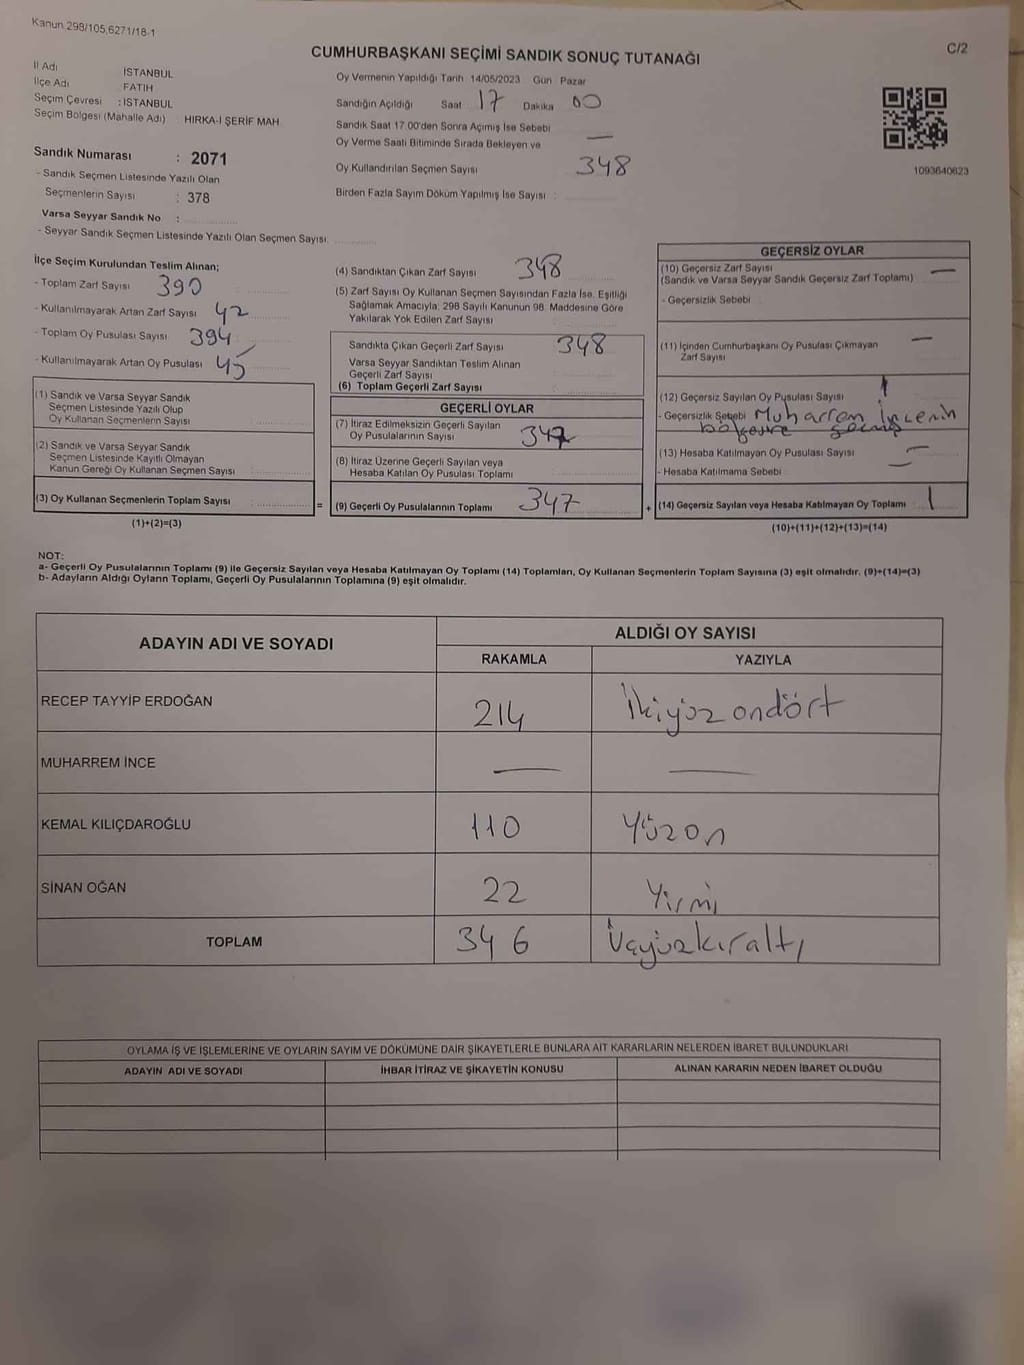 Kanun 298/105,6271/18-1
C/2
CUMHURBAŞKANI SEÇİMİ SANDIK SONUÇ TUTANAĞI
İl Adı : İSTANBUL
İlçe Adı : FATİH
Seçim Çevresi : İSTANBUL
Seçim Bölgesi (Mahalle Adı) HIRKA-İ ŞERİF MAH.
Sandık Numarası : 2071
- Sandık Seçmen Listesinde Yazılı Olan
Seçmenlerin Sayısı : 378
Varsa Seyyar Sandık No :
- Seyyar Sandık Seçmen Listesinde Yazılı Olan Seçmen Sayısı:
Oy Vermenin Yapıldığı Tarih 14/05/2023 Gün : Pazar
Sandığın Açıldığı Saat 17 Dakika 00
Sandık Saat 17.00'den Sonra Açımış İse Sebebi
Oy Verme Saati Bitiminde Sırada Bekleyen ve —
Oy Kullandırılan Seçmen Sayısı 348
Birden Fazla Sayım Döküm Yapılmış İse Sayısı :
1093640623
İlçe Seçim Kurulundan Teslim Alınan;
- Toplam Zarf Sayısı 390
- Kullanılmayarak Artan Zarf Sayısı 42
- Toplam Oy Pusulası Sayısı 394
- Kullanılmayarak Artan Oy Pusulası 45
(1) Sandık ve Varsa Seyyar Sandık
Seçmen Listesinde Yazılı Olup
Oy Kullanan Seçmenlerin Sayısı
(2) Sandık ve Varsa Seyyar Sandık
Seçmen Listesinde Kayıtlı Olmayan
Kanun Gereği Oy Kullanan Seçmen Sayısı
(3) Oy Kullanan Seçmenlerin Toplam Sayısı =
(1)+(2)=(3)
(4) Sandıktan Çıkan Zarf Sayısı 348
(5) Zarf Sayısı Oy Kullanan Seçmen Sayısından Fazla İse, Eşitliği
Sağlamak Amacıyla; 298 Sayılı Kanunun 98. Maddesine Göre
Yakılarak Yok Edilen Zarf Sayısı
Sandıkta Çıkan Geçerli Zarf Sayısı 348
Varsa Seyyar Sandıktan Teslim Alınan
Geçerli Zarf Sayısı
(6) Toplam Geçerli Zarf Sayısı
GEÇERLİ OYLAR
(7) İtiraz Edilmeksizin Geçerli Sayılan
Oy Pusulalarının Sayısı 347
(8) İtiraz Üzerine Geçerli Sayılan veya
Hesaba Katılan Oy Pusulası Toplamı
(9) Geçerli Oy Pusulalarının Toplamı 347 +
GEÇERSİZ OYLAR
(10) Geçersiz Zarf Sayısı —
(Sandık ve Varsa Seyyar Sandık Geçersiz Zarf Toplamı)
- Geçersizlik Sebebi
(11) İçinden Cumhurbaşkanı Oy Pusulası Çıkmayan —
Zarf Sayısı
(12) Geçersiz Sayılan Oy Pusulası Sayısı 1
- Geçersizlik Sebebi Muharrem İncenin
bölgesine geçmiş
(13) Hesaba Katılmayan Oy Pusulası Sayısı —
- Hesaba Katılmama Sebebi —
(14) Geçersiz Sayılan veya Hesaba Katılmayan Oy Toplamı 1
(10)+(11)+(12)+(13)=(14)
NOT:
a- Geçerli Oy Pusulalarının Toplamı (9) ile Geçersiz Sayılan veya Hesaba Katılmayan Oy Toplamı (14) Toplamları, Oy Kullanan Seçmenlerin Toplam Sayısına (3) eşit olmalıdır. (9)+(14)=(3)
b- Adayların Aldığı Oyların Toplamı, Geçerli Oy Pusulalarının Toplamına (9) eşit olmalıdır.
ADAYIN ADI VE SOYADI ALDIĞI OY SAYISI
RAKAMLA YAZIYLA
RECEP TAYYİP ERDOĞAN 214 İkiyüzondört
MUHARREM İNCE — —
KEMAL KILIÇDAROĞLU 110 Yüzon
SİNAN OĞAN 22 Yirmi
TOPLAM 346 Üçyüzkıraltı
OYLAMA İŞ VE İŞLEMLERİNE VE OYLARIN SAYIM VE DÖKÜMÜNE DAİR ŞİKAYETLERLE BUNLARA AİT KARARLARIN NELERDEN İBARET BULUNDUKLARI
ADAYIN ADI VE SOYADI İHBAR İTİRAZ VE ŞİKAYETİN KONUSU ALINAN KARARIN NEDEN İBARET OLDUĞU